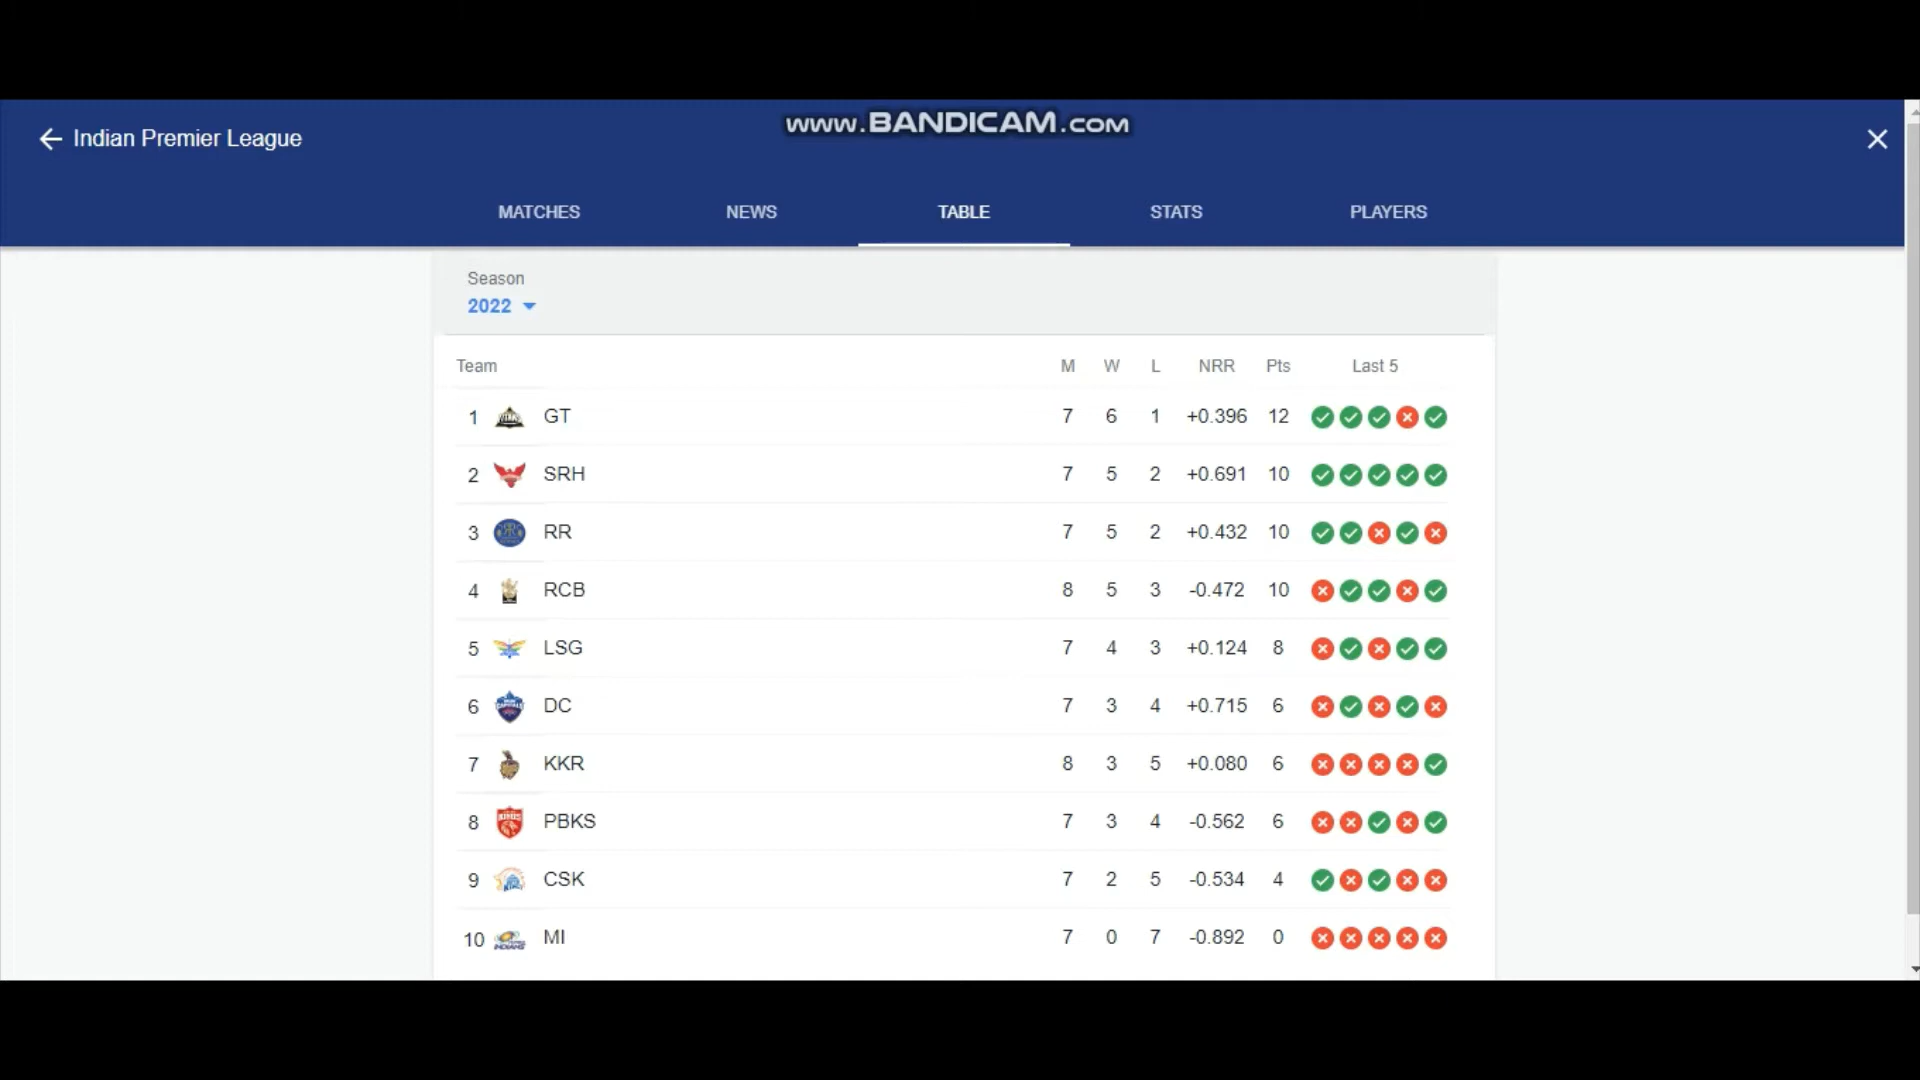 www.BANDICAM.com
Indian Premier League
MATCHES NEWS TABLE STATS PLAYERS
Season
2022
Team M W L NRR Pts Last 5
1 GT 7 6 1 +0.396 12
2 SRH 7 5 2 +0.691 10
3 RR 7 5 2 +0.432 10
4 RCB 8 5 3 -0.472 10
5 LSG 7 4 3 +0.124 8
6 DC 7 3 4 +0.715 6
7 KKR 8 3 5 +0.080 6
8 PBKS 7 3 4 -0.562 6
9 CSK 7 2 5 -0.534 4
10 MI 7 0 7 -0.892 0